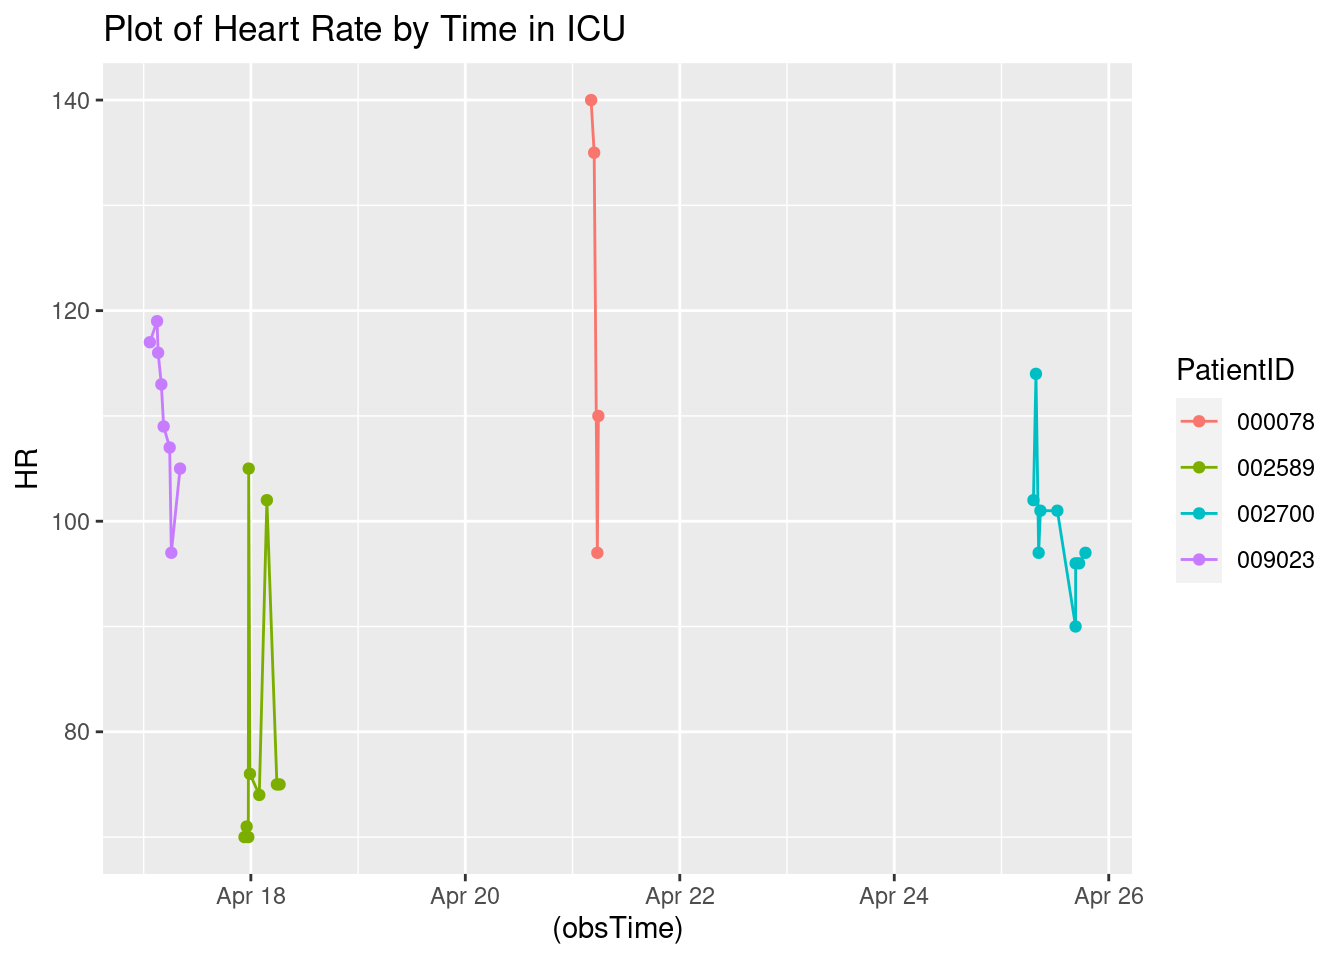 Plot of Heart Rate by Time in ICU
140
120
100
80
HR
Apr 18
Apr 20
Apr 22
Apr 24
Apr 26
(obsTime)
PatientID
000078
002589
002700
009023